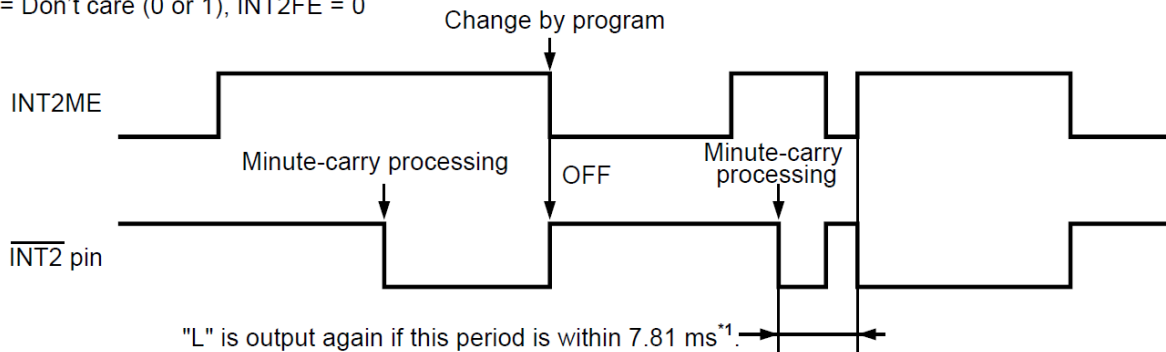 = Don't care (0 or 1), INT2FE = 0
Change by program
INT2ME
Minute-carry processing
OFF
Minute-carry
processing
INT2 pin
"L" is output again if this period is within 7.81 ms*1.